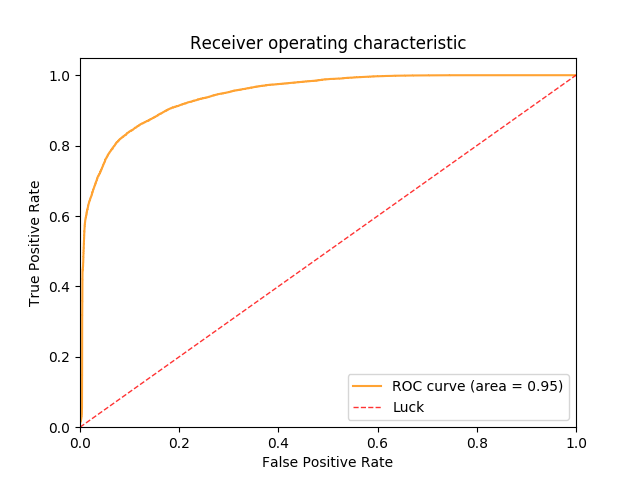 Receiver operating characteristic
True Positive Rate
1.0
0.8
0.6
0.4
0.2
0.0
ROC curve (area = 0.95)
Luck
0.0 0.2 0.4 0.6 0.8 1.0
False Positive Rate